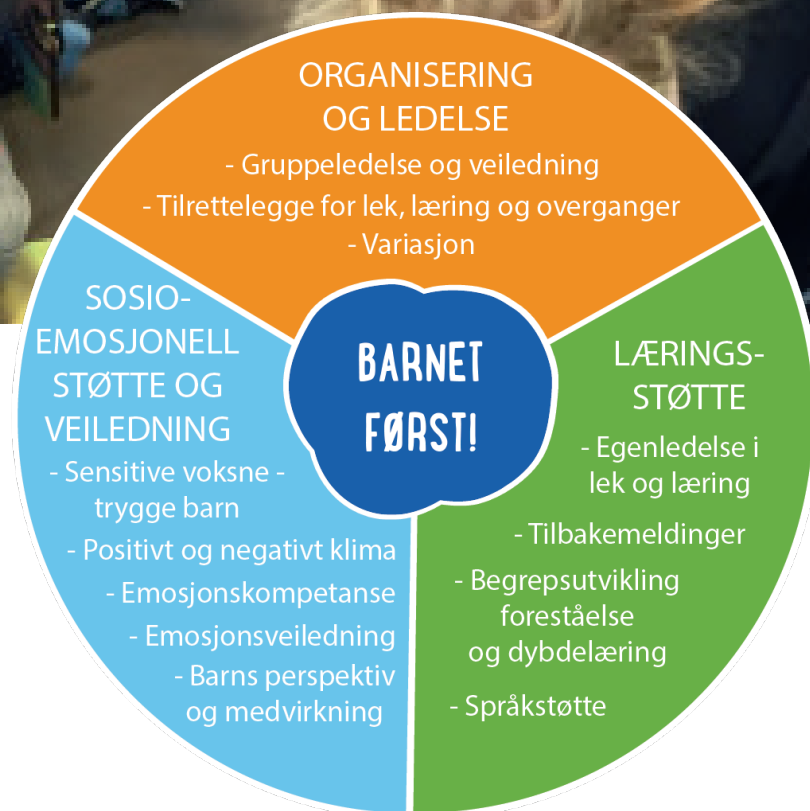 ORGANISERING
OG LEDELSE
- Gruppeledelse og veiledning
- Tilrettelegge for lek, læring og overganger
- Variasjon
SOSIO-
EMOSJONELL
STØTTE OG
VEILEDNING
- Sensitive voksne -
trygge barn
- Positivt og negativt klima
- Emosjonskompetanse
- Emosjonsveiledning
- Barns perspektiv
og medvirkning
BARNET
FØRST!
LÆRINGS-
STØTTE
- Egenledelse i
lek og læring
- Tilbakemeldinger
- Begrepsutvikling
foreståelse
og dybdelæring
- Språkstøtte